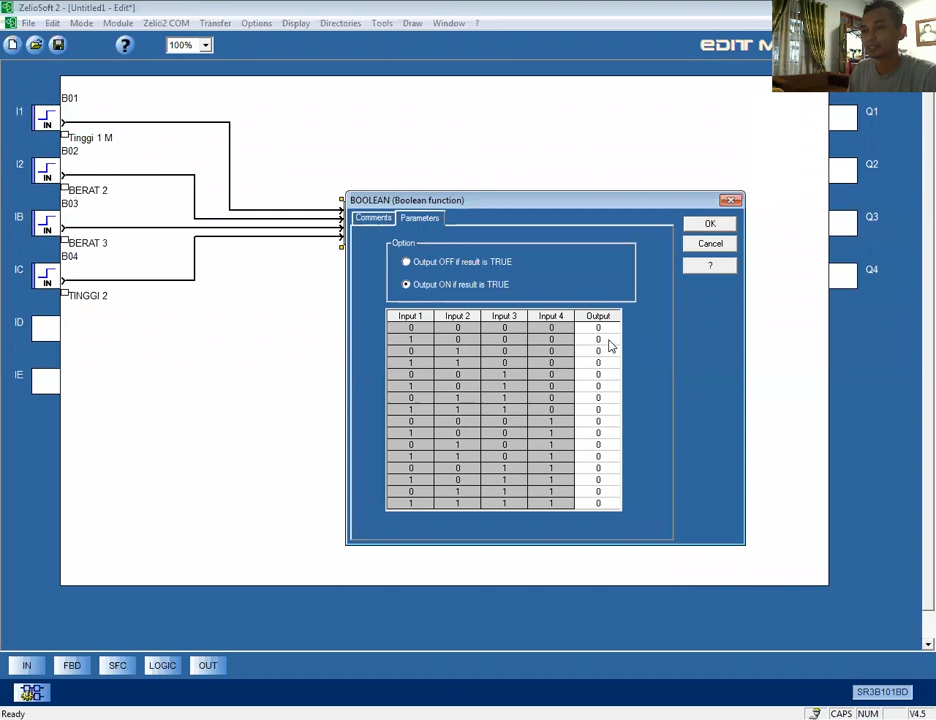 ZelioSoft 2 - [Untitled1 - Edit*]
File Edit Mode Module Zelio2 COM Transfer Options Display Directories Tools Draw Window ?
? 100% EDIT M
B01
I1 IN Q1
Tinggi 1 M
B02
I2 IN Q2
BERAT 2
B03
IB IN Q3
BERAT 3
B04
IC IN Q4
TINGGI 2
ID
IE
BOOLEAN (Boolean function)
Comments Parameters
OK
Cancel
?
Option
Output OFF if result is TRUE
Output ON if result is TRUE
Input 1 Input 2 Input 3 Input 4 Output
0 0 0 0 0
1 0 0 0 0
0 1 0 0 0
1 1 0 0 0
0 0 1 0 0
1 0 1 0 0
0 1 1 0 0
1 1 1 0 0
0 0 0 1 0
1 0 0 1 0
0 1 0 1 0
1 1 0 1 0
0 0 1 1 0
1 0 1 1 0
0 1 1 1 0
1 1 1 1 0
IN FBD SFC LOGIC OUT
SR3B101BD
Ready CAPS NUM V4.5